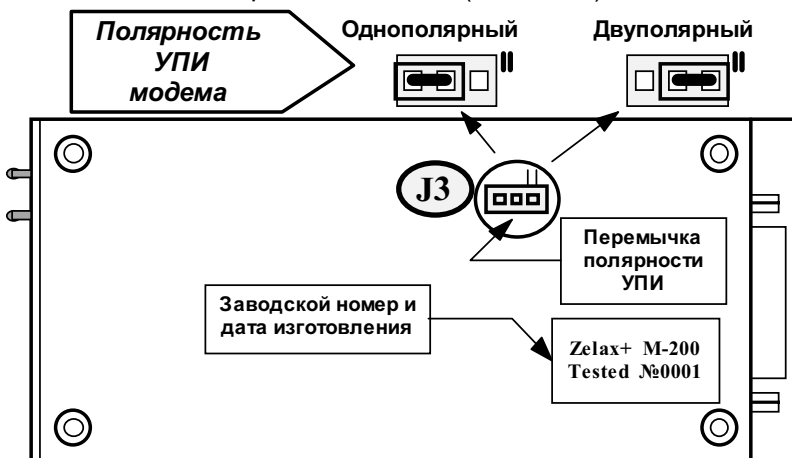 Полярность
УПИ
модема
Однополярный
Двуполярный
J3
Перемычка
полярности
УПИ
Заводской номер и
дата изготовления
Zelax+ M-200
Tested №0001